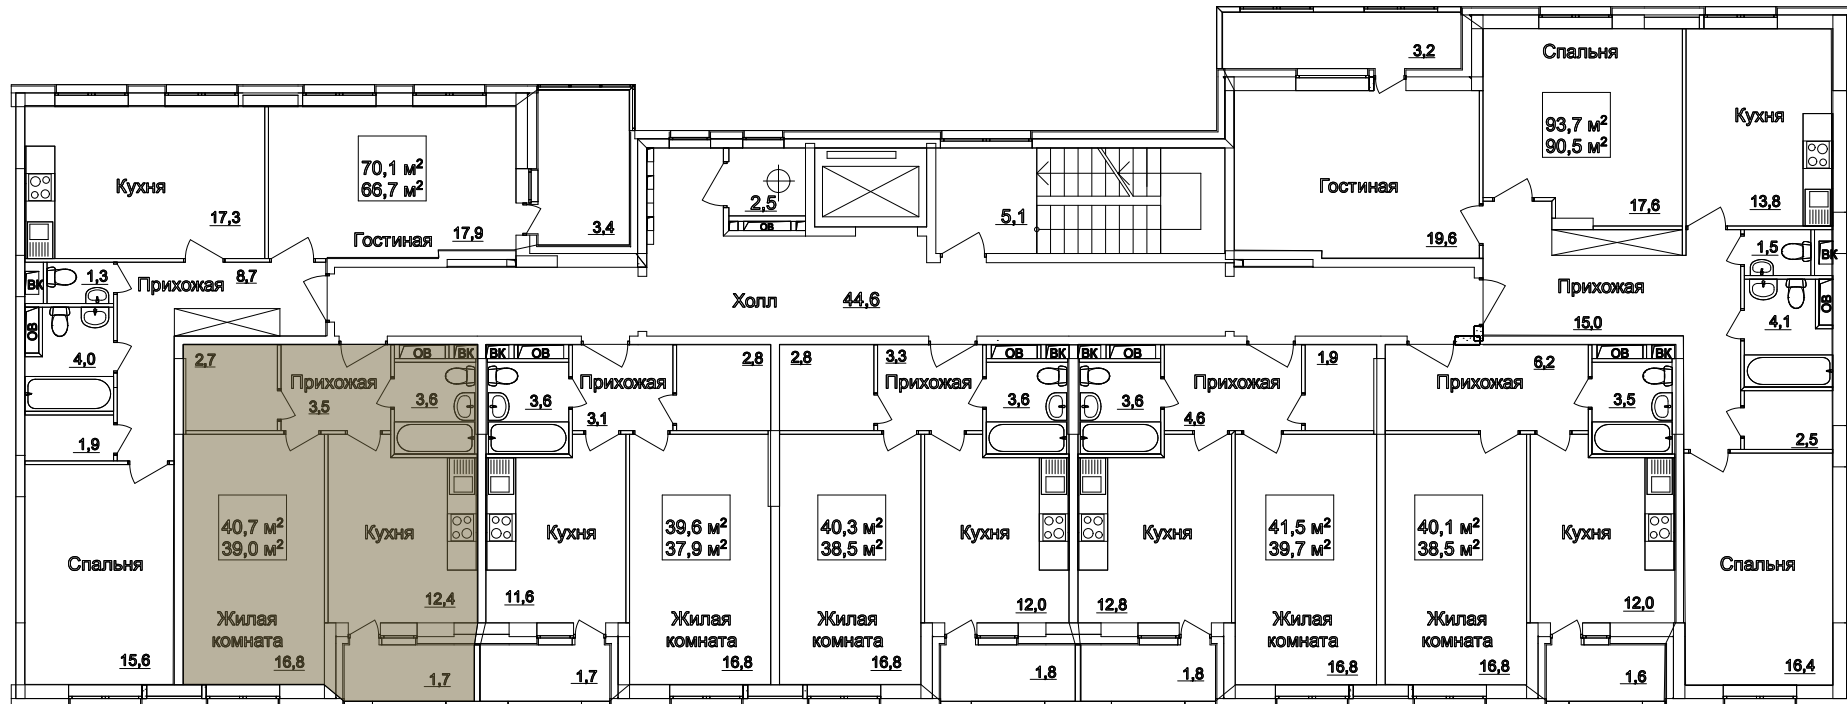 3,2
Спальня
93,7 м²
90,5 м²
Кухня
17,6
13,8
Гостиная
19,6
70,1 м²
66,7 м²
Кухня
17,3
Гостиная
17,9
3,4
2,5
ОВ
5,1
1,3
ВК
Прихожая
8,7
ОВ
4,0
1,9
Холл
44,6
Прихожая
15,0
1,5
ВК
4,1
ОВ
2,5
2,7
Прихожая
3,5
ОВ
ВК
3,6
ВК
ОВ
3,6
Прихожая
3,1
2,8
2,8
3,3
Прихожая
ОВ
ВК
3,6
ВК
ОВ
3,6
Прихожая
4,6
1,9
6,2
Прихожая
ОВ
ВК
3,5
Спальня
15,6
40,7 м²
39,0 м²
Кухня
12,4
Жилая
комната
16,8
1,7
Кухня
11,6
39,6 м²
37,9 м²
Жилая
комната
16,8
1,7
40,3 м²
38,5 м²
Жилая
комната
16,8
Кухня
12,0
1,8
Кухня
12,8
1,8
41,5 м²
39,7 м²
Жилая
комната
16,8
40,1 м²
38,5 м²
Жилая
комната
16,8
Кухня
12,0
1,6
Спальня
16,4